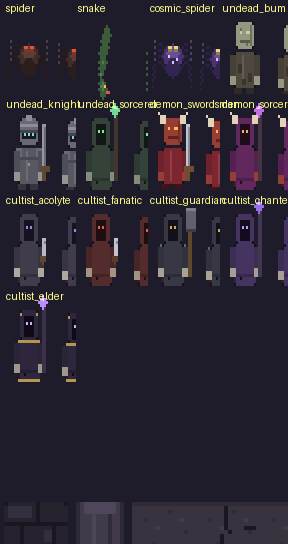 spider snake cosmic_spider undead_bum
undead_knight undead_sorcerer demon_swordsman demon_sorcer
cultist_acolyte cultist_fanatic cultist_guardian cultist_chante
cultist_elder